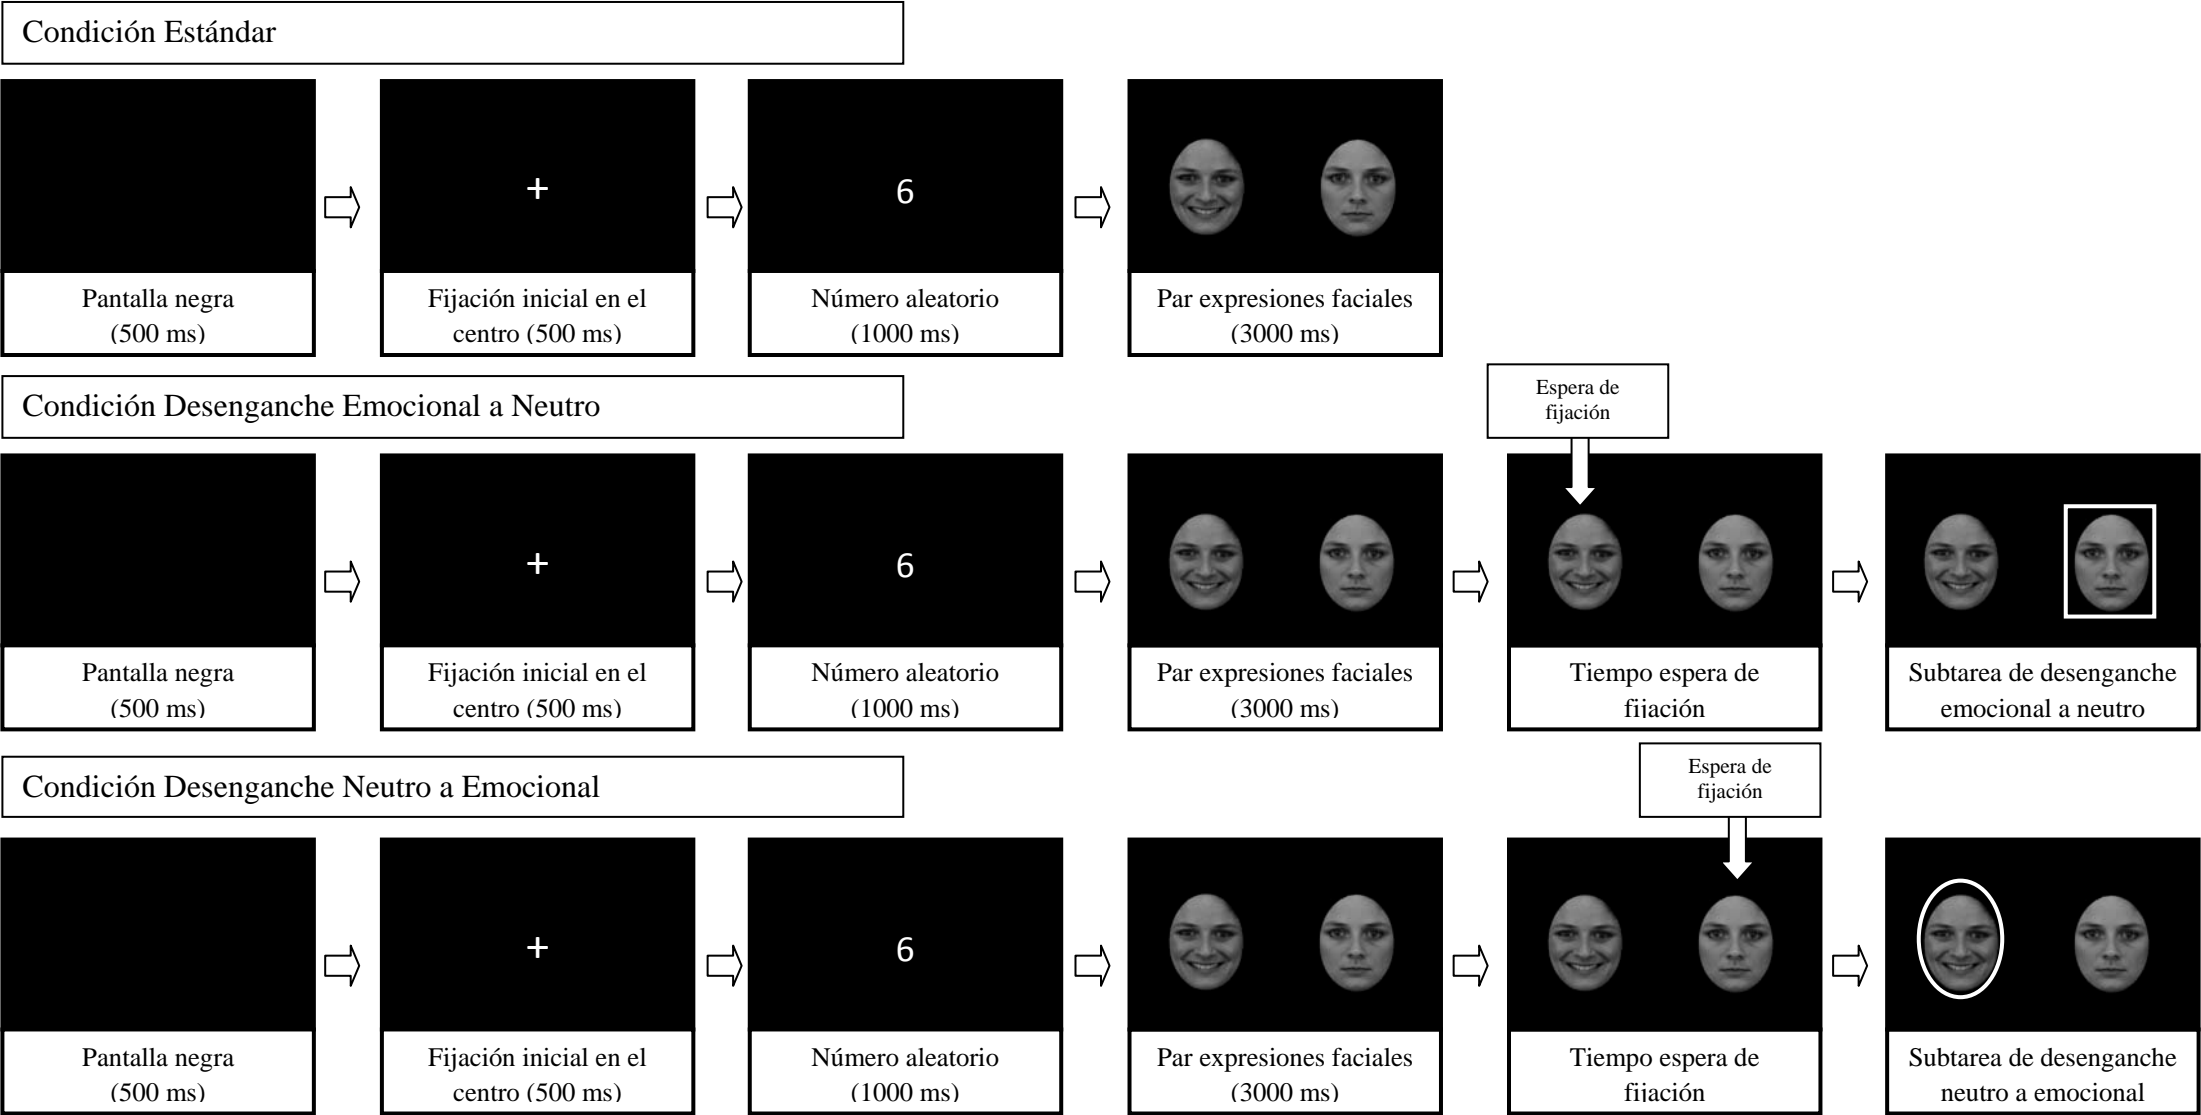 Condición Estándar
+
6
Pantalla negra
(500 ms)
Fijación inicial en el
centro (500 ms)
Número aleatorio
(1000 ms)
Par expresiones faciales
(3000 ms)
Condición Desenganche Emocional a Neutro
Espera de
fijación
+
6
Pantalla negra
(500 ms)
Fijación inicial en el
centro (500 ms)
Número aleatorio
(1000 ms)
Par expresiones faciales
(3000 ms)
Tiempo espera de
fijación
Subtarea de desenganche
emocional a neutro
Condición Desenganche Neutro a Emocional
Espera de
fijación
+
6
Pantalla negra
(500 ms)
Fijación inicial en el
centro (500 ms)
Número aleatorio
(1000 ms)
Par expresiones faciales
(3000 ms)
Tiempo espera de
fijación
Subtarea de desenganche
neutro a emocional